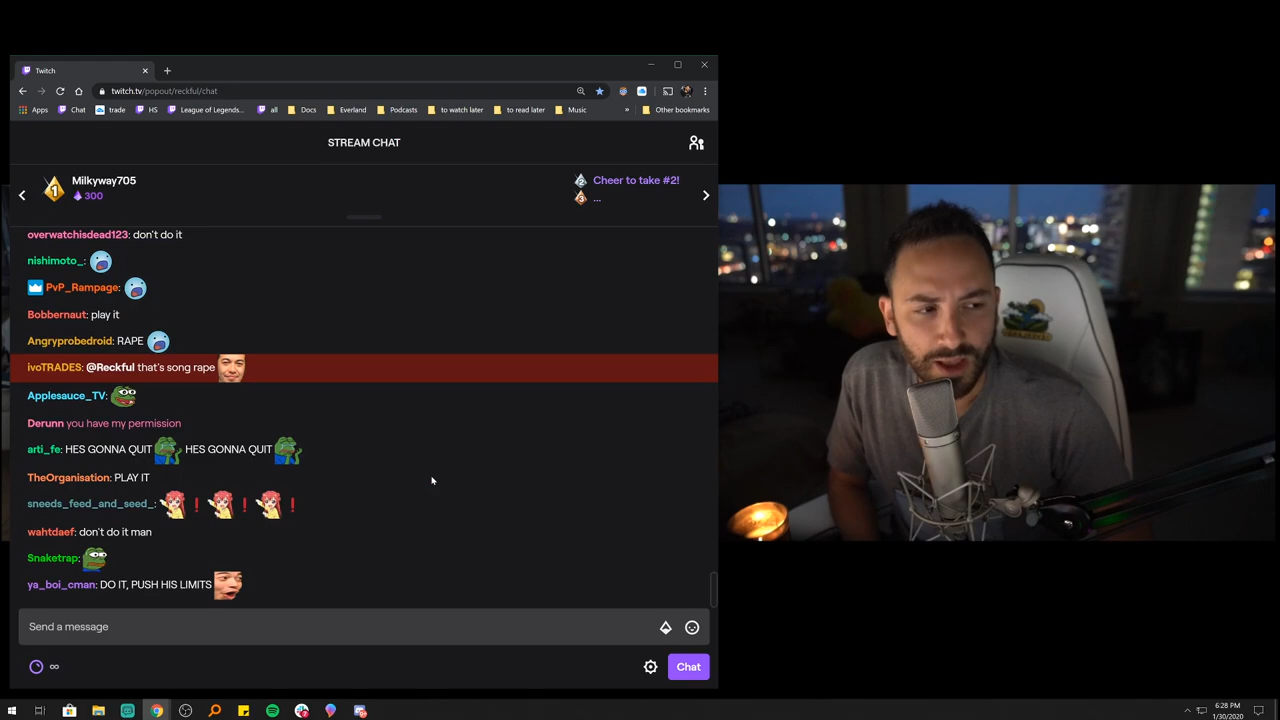 Twitch
twitch.tv/popout/reckful/chat
Apps Chat trade HS League of Legends... all Docs Everland Podcasts to watch later to read later Music » Other bookmarks
STREAM CHAT
1 Milkyway705
300
2 Cheer to take #2!
3 ...
overwatchisdead123: don't do it
nishimoto_:
PvP_Rampage:
Bobbernaut: play it
Angryprobedroid: RAPE
ivoTRADES: @Reckful that's song rape
Applesauce_TV:
Derunn you have my permission
arti_fe: HES GONNA QUIT HES GONNA QUIT
TheOrganisation: PLAY IT
sneeds_feed_and_seed_: ! ! !
wahtdaef: don't do it man
Snaketrap:
ya_boi_cman: DO IT, PUSH HIS LIMITS
Send a message
∞
Chat
6:28 PM
1/30/2020